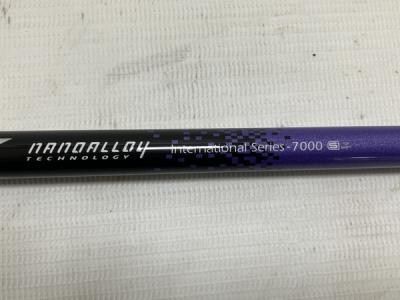 NANOALLOY
TECHNOLOGY
International Series-7000